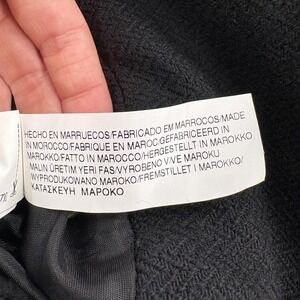 HECHO EN MARRUECOS/FABRICADO EM MARROCOS/MADE
IN MOROCCO/FABRIQUE EN MAROC/GEFABRICEERD IN
MAROKKO/FATTO IN MAROCCO/HERGESTELLT IN MAROKKO/
MALIN ÜRETIM YERI FAS/VYROBENO V/VE MAROKU
/WYPRODUKOWANO MAROKO/FREMSTILLET I MAROKKO/
ΚΑΤΑΣΚΕΥΗ ΜΑΡΟΚΟ